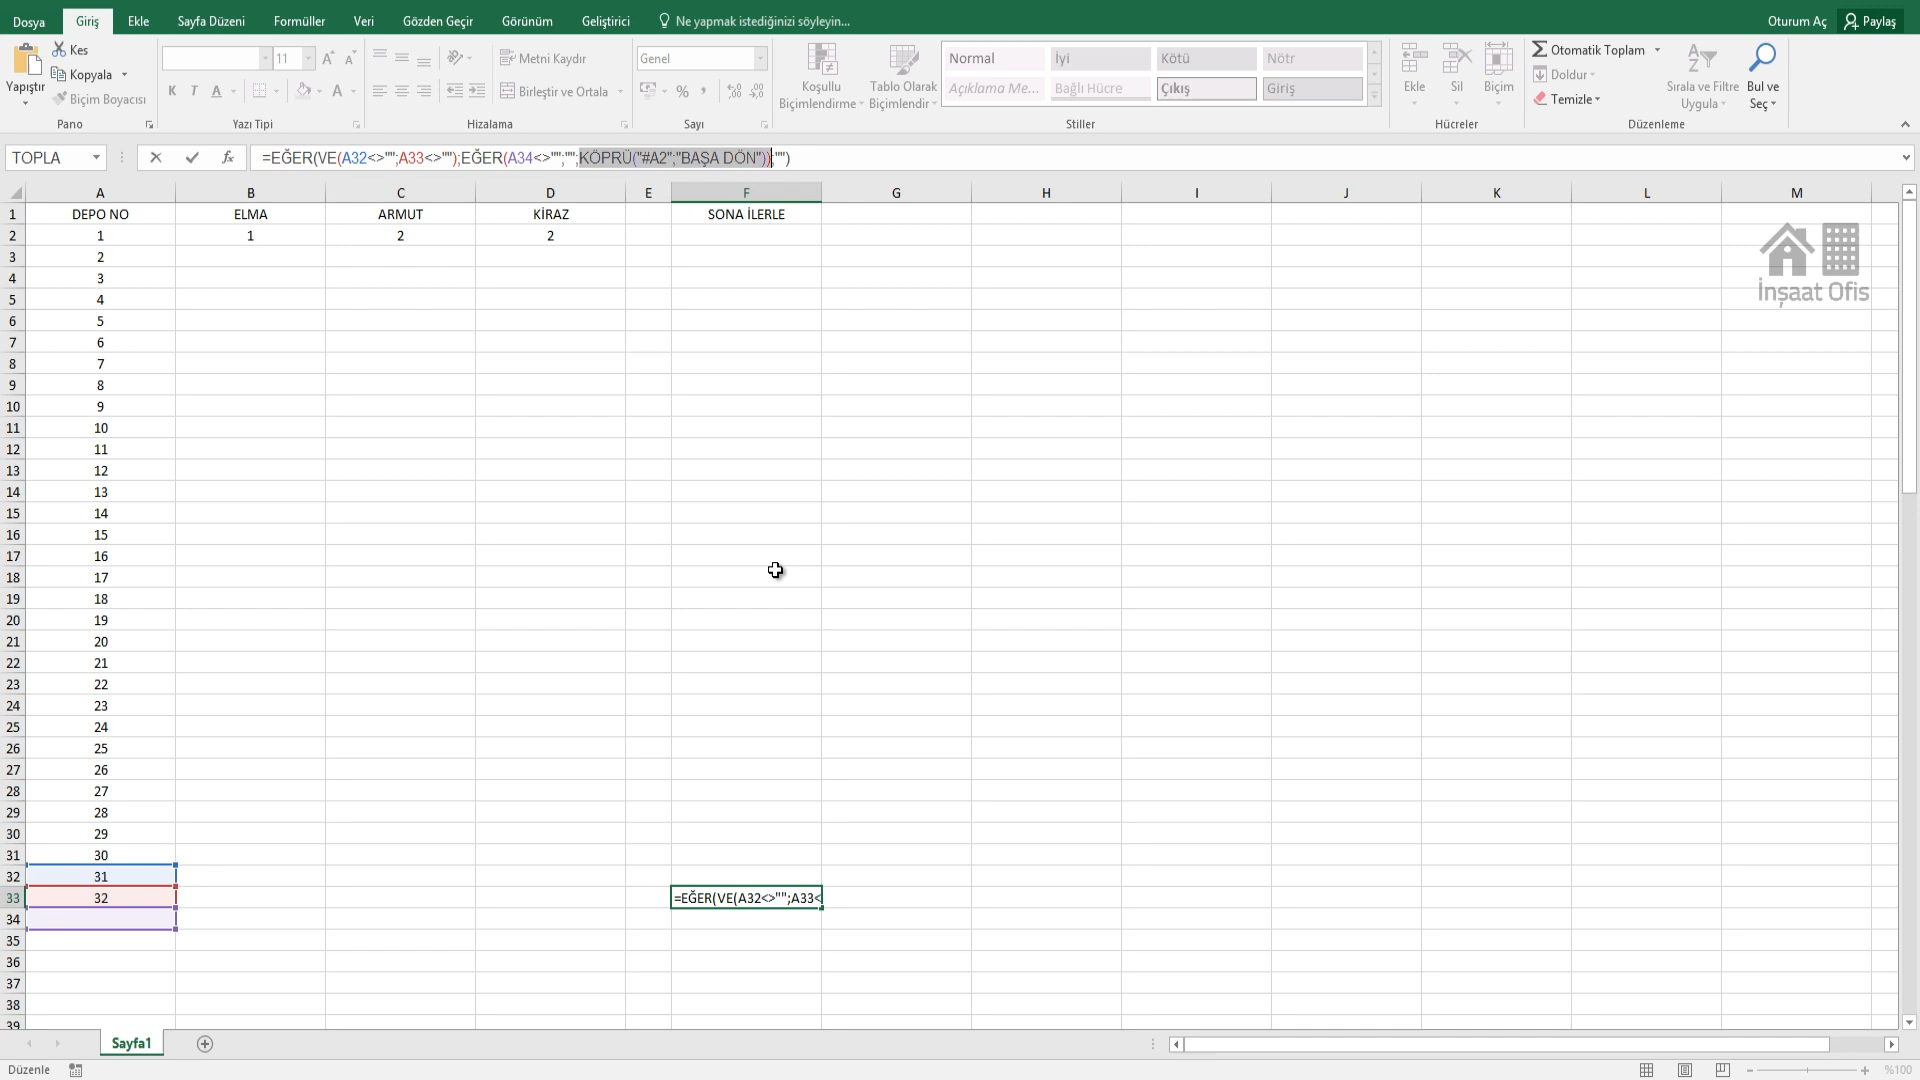 Dosya Giriş Ekle Sayfa Düzeni Formüller Veri Gözden Geçir Görünüm Geliştirici Ne yapmak istediğinizi söyleyin... Oturum Aç Paylaş
Yapıştır Kes Kopyala Biçim Boyacısı Pano
11 K T A A Yazı Tipi
Metni Kaydır Birleştir ve Ortala Hizalama
Genel % Sayı
Koşullu Biçimlendirme Tablo Olarak Biçimlendir
Normal İyi Kötü Nötr
Açıklama Me... Bağlı Hücre Çıkış Giriş
Stiller
Ekle Sil Biçim Hücreler
Otomatik Toplam Doldur Temizle Sırala ve Filtre Uygula Bul ve Seç Düzenleme
TOPLA fx =EĞER(VE(A32<>"";A33<>"");EĞER(A34<>"";"";KÖPRÜ("#A2";"BAŞA DÖN"));"")
A B C D E F G H I J K L M
1 DEPO NO ELMA ARMUT KİRAZ SONA İLERLE
2 1 1 2 2
3 2
4 3
5 4
İnşaat Ofis
6 5
7 6
8 7
9 8
10 9
11 10
12 11
13 12
14 13
15 14
16 15
17 16
18 17
19 18
20 19
21 20
22 21
23 22
24 23
25 24
26 25
27 26
28 27
29 28
30 29
31 30
32 31
33 32 =EĞER(VE(A32<>"";A33<
34
35
36
37
38
39
Sayfa1
Düzenle %100